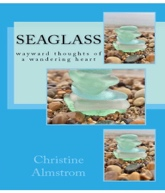 SEAGLASS
wayward thoughts of
a wandering heart
Christine
Almstrom